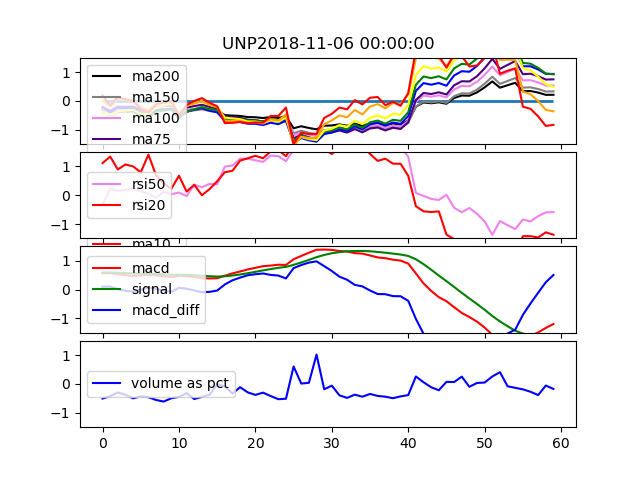 UNP2018-11-06 00:00:00
1
0
−1
ma200
ma150
ma100
ma75
1
0
−1
rsi50
rsi20
ma10
1
0
−1
macd
signal
macd_diff
1
0
−1
volume as pct
0 10 20 30 40 50 60